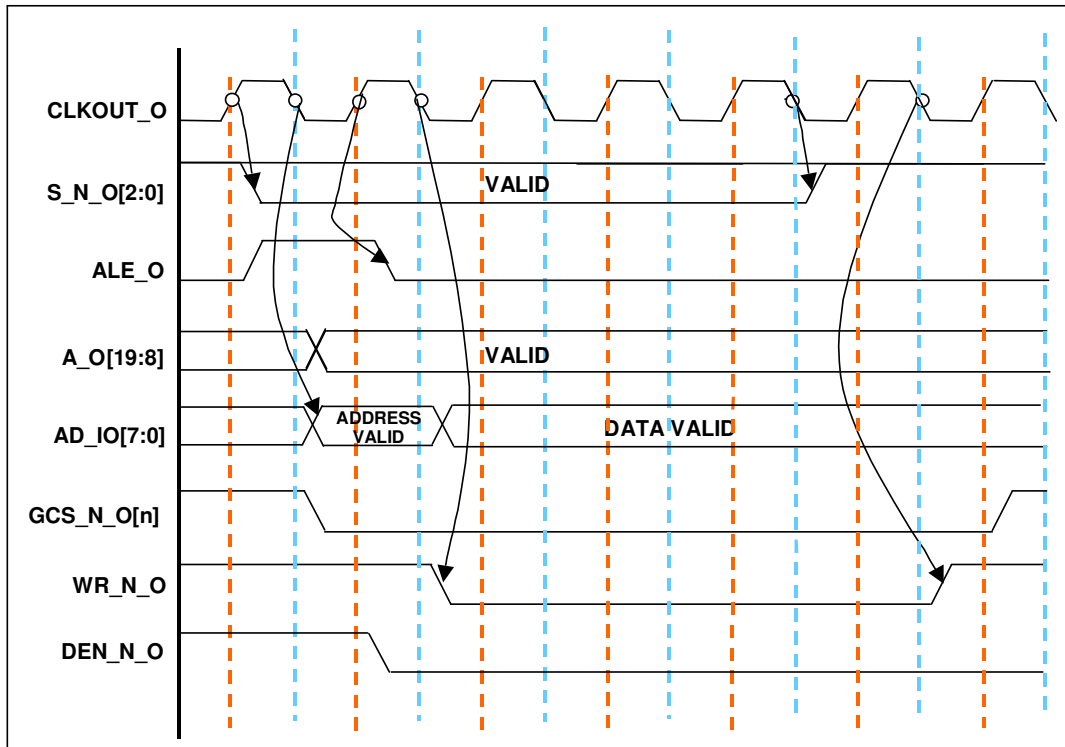 CLKOUT_O
S_N_O[2:0]
VALID
ALE_O
A_O[19:8]
VALID
AD_IO[7:0]
ADDRESS
VALID
DATA VALID
GCS_N_O[n]
WR_N_O
DEN_N_O